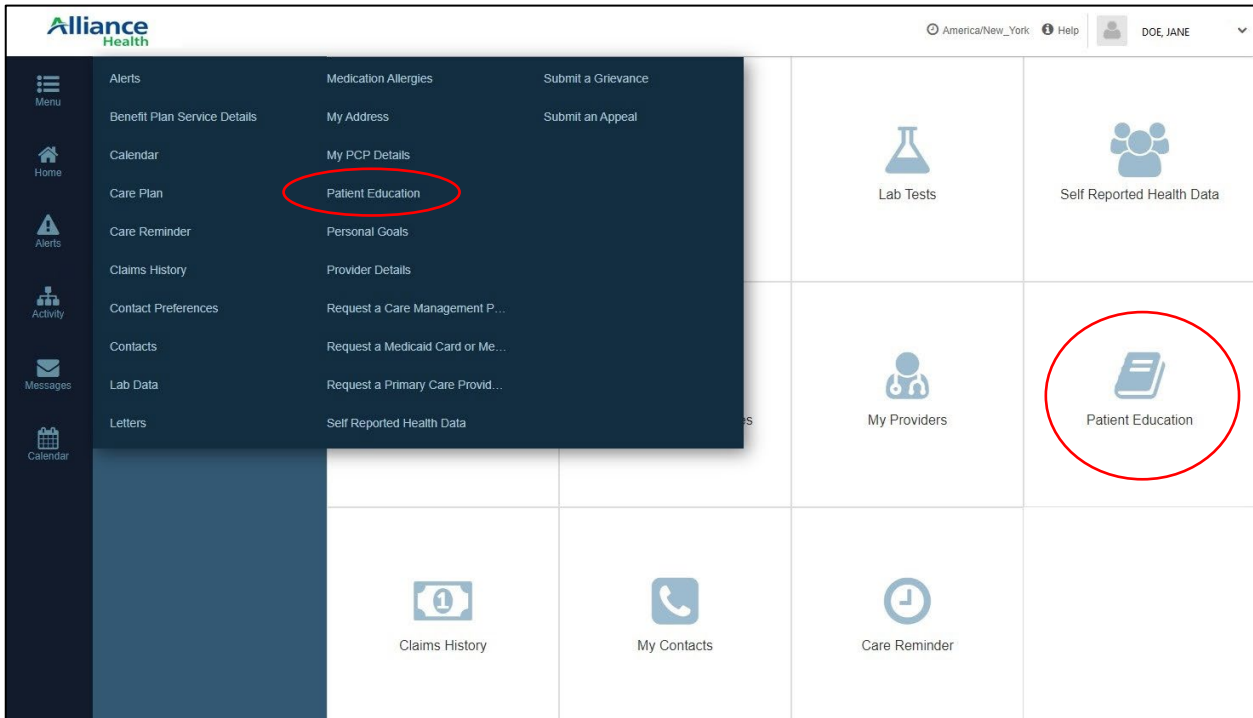 Alliance
Health
America/New_York Help DOE, JANE
Menu
Home
Alerts
Activity
Messages
Calendar
Alerts
Benefit Plan Service Details
Calendar
Care Plan
Care Reminder
Claims History
Contact Preferences
Contacts
Lab Data
Letters
Medication Allergies
My Address
My PCP Details
Patient Education
Personal Goals
Provider Details
Request a Care Management P...
Request a Medicaid Card or Me...
Request a Primary Care Provid...
Self Reported Health Data
Submit a Grievance
Submit an Appeal
Lab Tests
Self Reported Health Data
My Providers
Patient Education
1
Claims History
My Contacts
Care Reminder